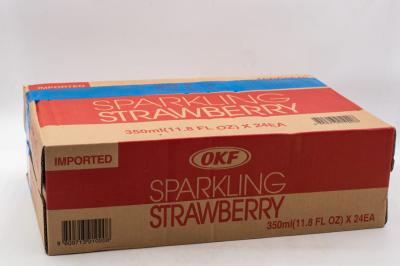 IMPORTED
SPARKLING
STRAWBERRY
350ml(11.8 FL OZ) X 24EA
IMPORTED
OKF
SPARKLING
STRAWBERRY
350ml(11.8 FL OZ) X 24EA